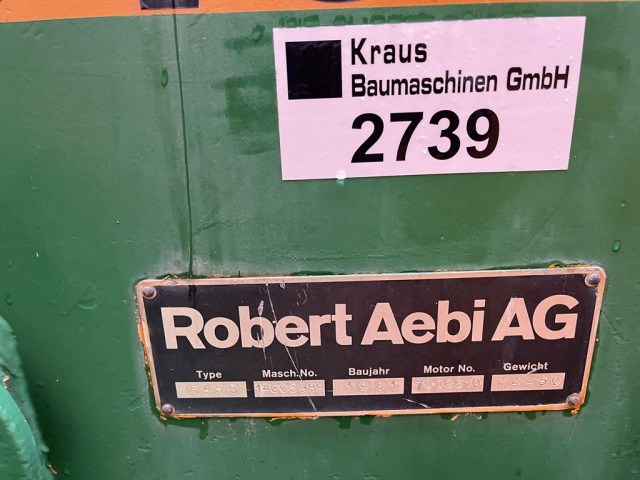 Kraus
Baumaschinen GmbH
2739
Robert Aebi AG
Type Masch.No. Baujahr Motor No. Gewicht